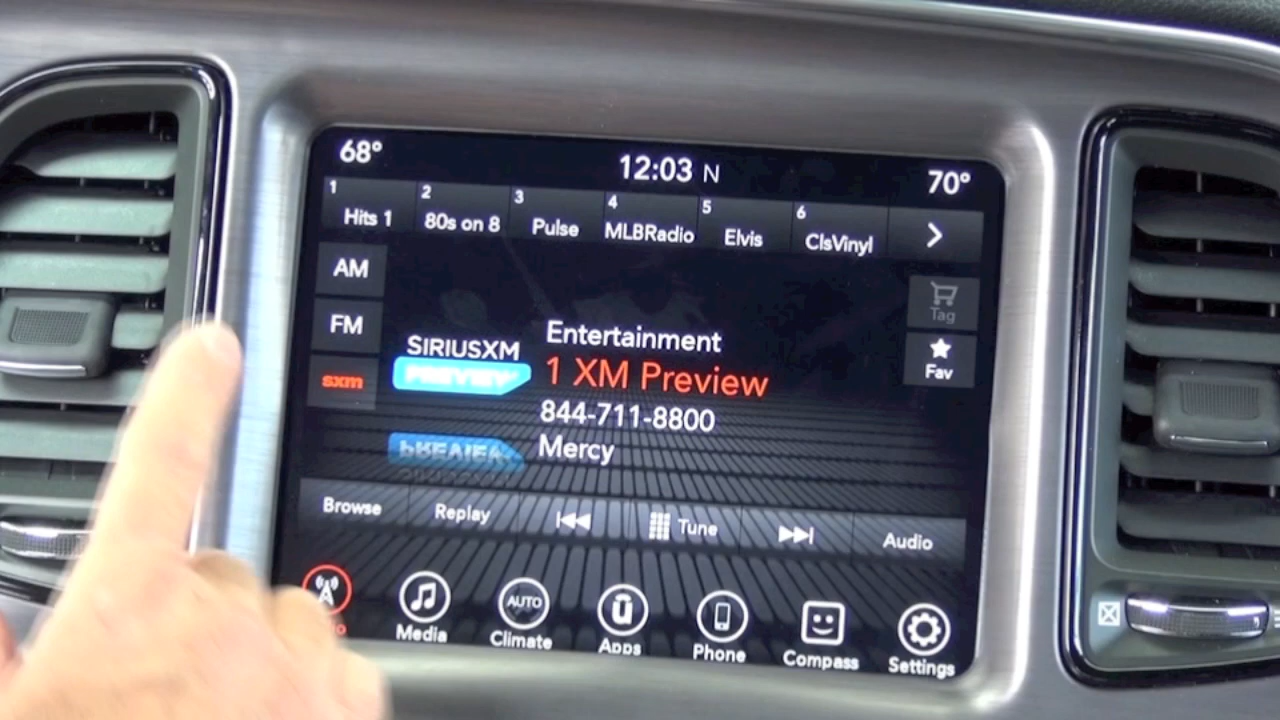 68° 12:03 N 70°
1 Hits 1
2 80s on 8
3 Pulse
4 MLBRadio
5 Elvis
6 ClsVinyl
AM
FM
sxm
SIRIUSXM
PREVIEW
Entertainment
1 XM Preview
844-711-8800
Mercy
Tag
Fav
Browse Replay Tune Audio
AUTO
Media Climate Apps Phone Compass Settings